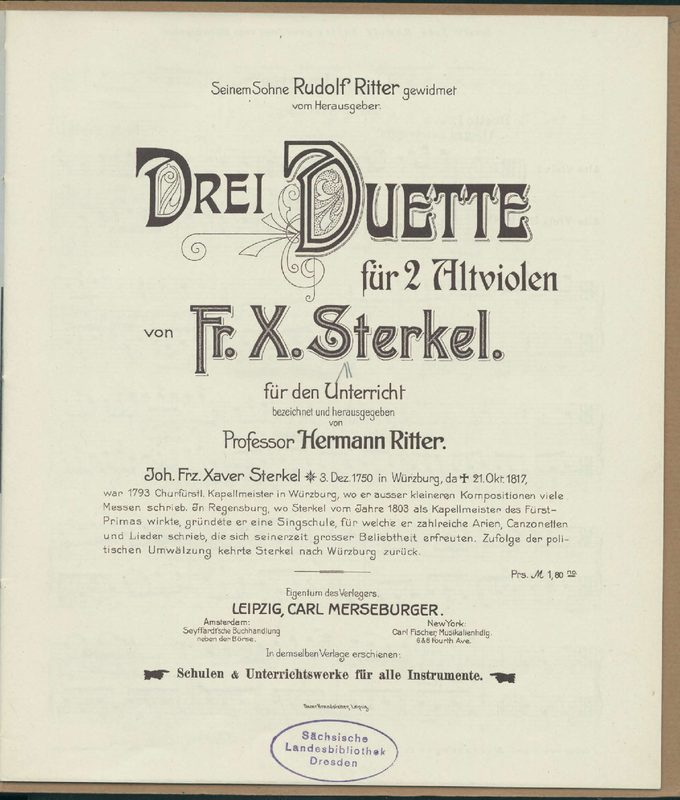 Seinem Sohne Rudolf Ritter gewidmet
vom Herausgeber.
DREI DUETTE
für 2 Altviolen
von Fr. X. Sterkel.
für den Unterricht
bezeichnet und herausgegeben
von
Professor Hermann Ritter.
Joh. Frz. Xaver Sterkel ✵ 3. Dez. 1750 in Würzburg, da ✝ 21. Okt. 1817,
war 1793 Churfürstl. Kapellmeister in Würzburg, wo er ausser kleineren Kompositionen viele
Messen schrieb. In Regensburg, wo Sterkel vom Jahre 1803 als Kapellmeister des Fürst-
Primas wirkte, gründete er eine Singschule, für welche er zahlreiche Arien, Canzonetten
und Lieder schrieb, die sich seinerzeit grosser Beliebtheit erfreuten. Zufolge der poli-
tischen Umwälzung kehrte Sterkel nach Würzburg zurück.
Prs. M 1,80 no.
Eigentum des Verlegers.
LEIPZIG, CARL MERSEBURGER.
Amsterdam:
Seyffardt'sche Buchhandlung
neben der Börse.
New York:
Carl Fischer, Musikalienhdlg.
6&8 Fourth Ave.
In demselben Verlage erschienen:
Schulen & Unterrichtswerke für alle Instrumente.
Oscar Brandstetter, Leipzig.
Sächsische
Landesbibliothek
Dresden